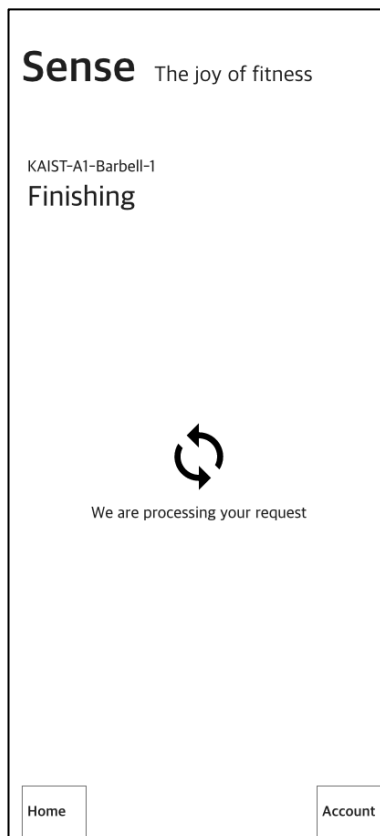 Sense The joy of fitness
KAIST-A1-Barbell-1
Finishing
We are processing your request
Home
Account